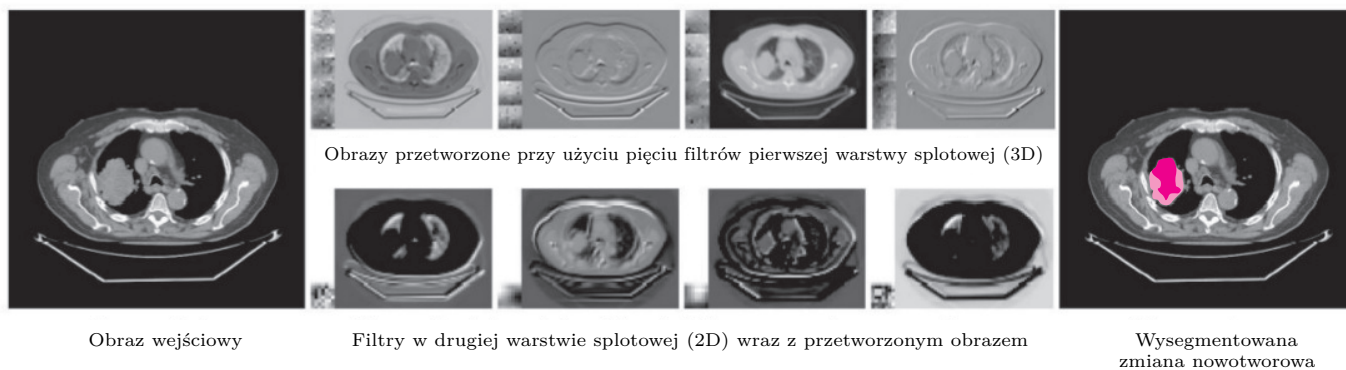 Obrazy przetworzone przy użyciu pięciu filtrów pierwszej warstwy splotowej (3D)
Obraz wejściowy
Filtry w drugiej warstwie splotowej (2D) wraz z przetworzonym obrazem
Wysegmentowana
zmiana nowotworowa